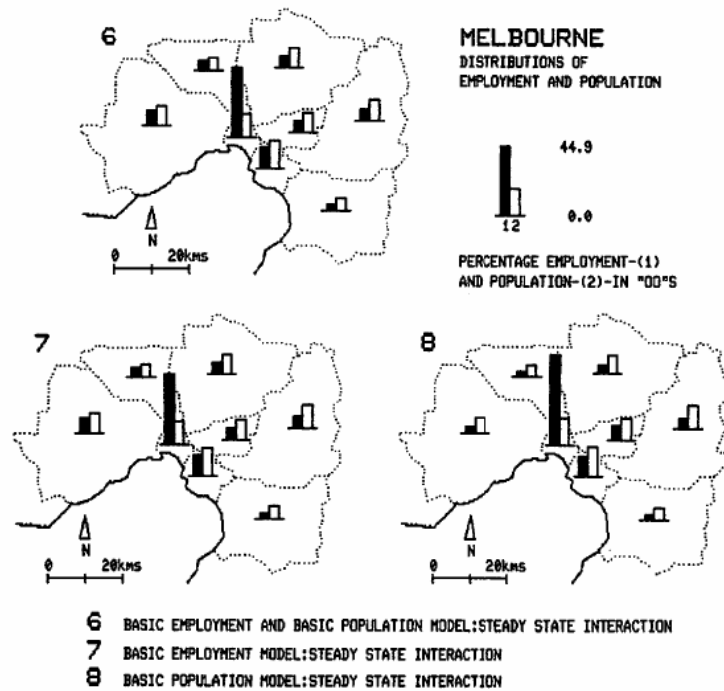 6
MELBOURNE
DISTRIBUTIONS OF
EMPLOYMENT AND POPULATION
44.9
0.0
12
PERCENTAGE EMPLOYMENT-(1)
AND POPULATION-(2)-IN "OO"S
N
0 20kms
7
N
0 20kms
8
N
0 20kms
6 BASIC EMPLOYMENT AND BASIC POPULATION MODEL:STEADY STATE INTERACTION
7 BASIC EMPLOYMENT MODEL:STEADY STATE INTERACTION
8 BASIC POPULATION MODEL:STEADY STATE INTERACTION